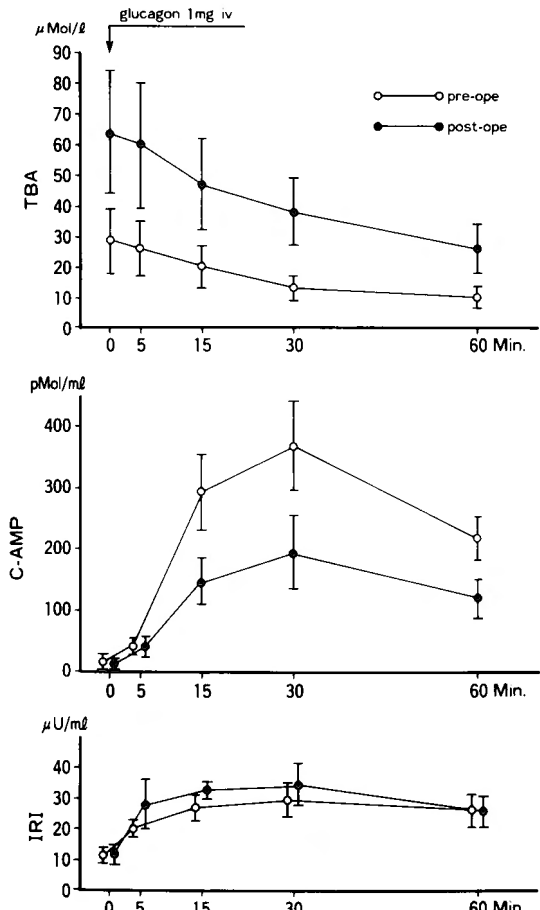 glucagon 1mg iv
μMol/ℓ
90
80
70
60
50
40
30
20
10
0
TBA
pre-ope
post-ope
0 5 15 30 60 Min.
pMol/mℓ
400
300
200
100
0
C-AMP
0 5 15 30 60 Min.
μU/mℓ
40
30
20
10
0
IRI
0 5 15 30 60 Min.